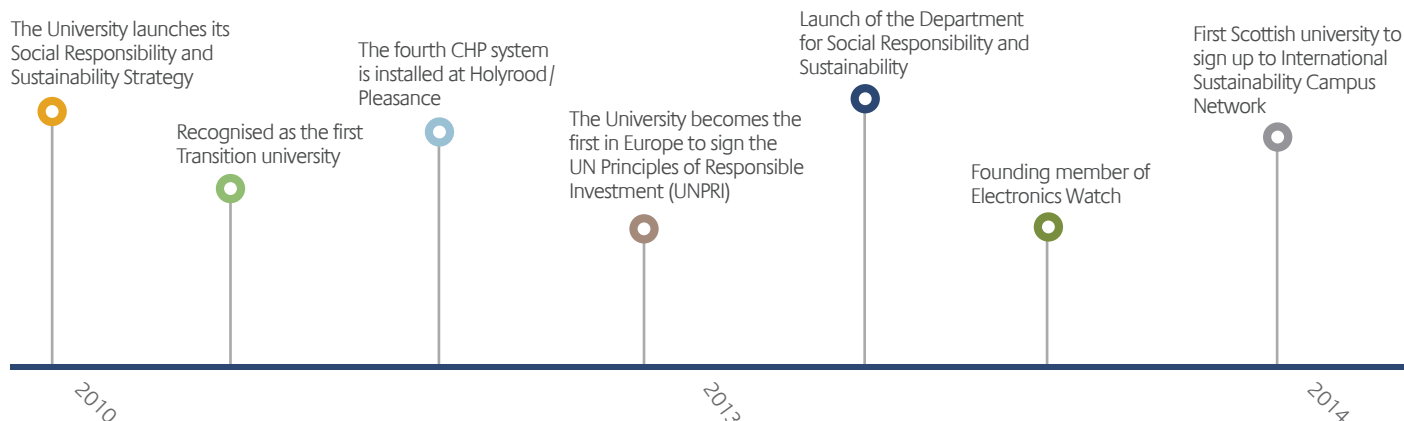 The University launches its
Social Responsibility and
Sustainability Strategy
Recognised as the first
Transition university
The fourth CHP system
is installed at Holyrood/
Pleasance
The University becomes the
first in Europe to sign the
UN Principles of Responsible
Investment (UNPRI)
Launch of the Department
for Social Responsibility and
Sustainability
Founding member of
Electronics Watch
First Scottish university to
sign up to International
Sustainability Campus
Network
2010
2013
2014